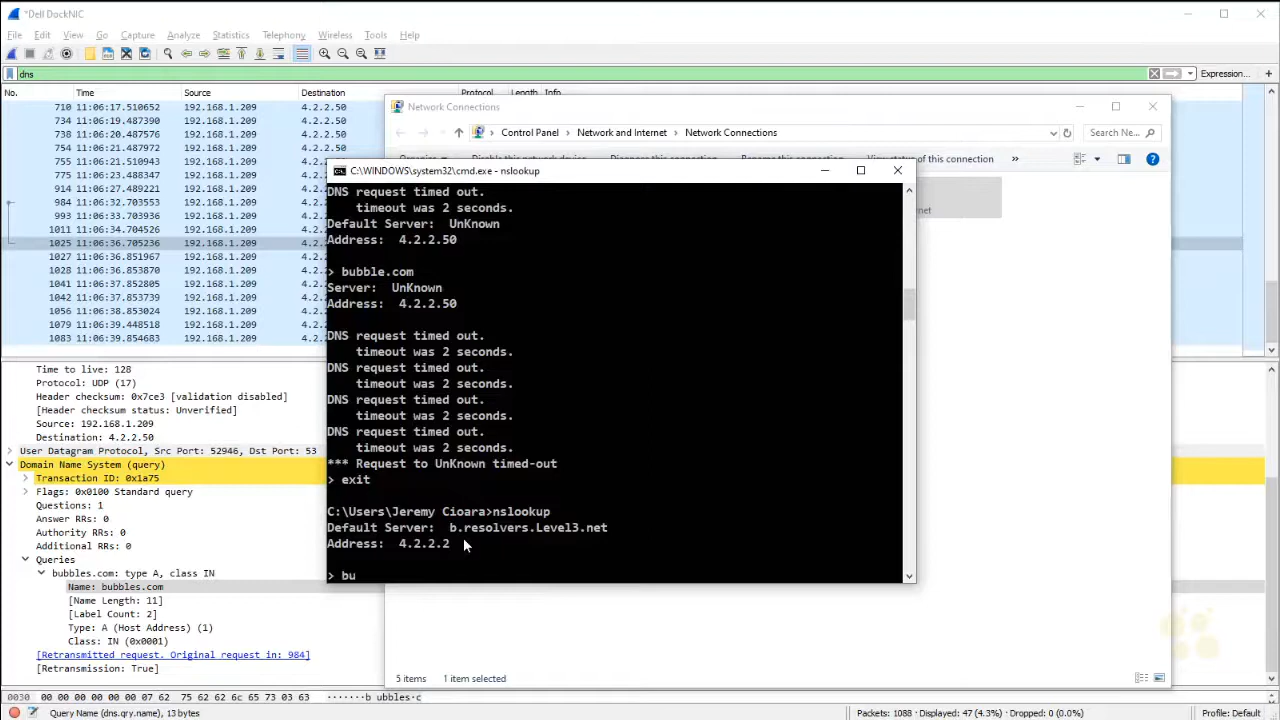 *Dell DockNIC
File Edit View Go Capture Analyze Statistics Telephony Wireless Tools Help
dns
Expression... +
No. Time Source Destination Protocol Length Info
710 11:06:17.510652 192.168.1.209 4.2.2.50
734 11:06:19.487390 192.168.1.209 4.2.2.50
738 11:06:20.487576 192.168.1.209 4.2.2.50
754 11:06:21.487972 192.168.1.209 4.2.2.50
755 11:06:21.510943 192.168.1.209 4.2.
775 11:06:23.488347 192.168.1.209 4.2.
914 11:06:27.489221 192.168.1.209 4.2.
984 11:06:32.703553 192.168.1.209 4.2.
993 11:06:33.703936 192.168.1.209 4.2.
1011 11:06:34.704526 192.168.1.209 4.2.
1025 11:06:36.705236 192.168.1.209 4.2.
1027 11:06:36.851967 192.168.1.209 4.2.
1028 11:06:36.853870 192.168.1.209 4.2.
1041 11:06:37.852805 192.168.1.209 4.2.
1042 11:06:37.853739 192.168.1.209 4.2.
1056 11:06:38.853024 192.168.1.209 4.2.
1079 11:06:39.448518 192.168.1.209 4.2.
1083 11:06:39.854683 192.168.1.209 4.2.
Time to live: 128
Protocol: UDP (17)
Header checksum: 0x7ce3 [validation disabled]
[Header checksum status: Unverified]
Source: 192.168.1.209
Destination: 4.2.2.50
User Datagram Protocol, Src Port: 52946, Dst Port: 53
Domain Name System (query)
Transaction ID: 0x1a75
Flags: 0x0100 Standard query
Questions: 1
Answer RRs: 0
Authority RRs: 0
Additional RRs: 0
Queries
bubbles.com: type A, class IN
Name: bubbles.com
[Name Length: 11]
[Label Count: 2]
Type: A (Host Address) (1)
Class: IN (0x0001)
[Retransmitted request. Original request in: 984]
[Retransmission: True]
0030 00 00 00 00 00 07 62 75 62 62 6c 65 73 03 63 ·······b ubbles·c
Query Name (dns.qry.name), 13 bytes
Packets: 1088 · Displayed: 47 (4.3%) · Dropped: 0 (0.0%)
Profile: Default
Network Connections
Control Panel > Network and Internet > Network Connections
Search Ne...
View status of this connection »
net
5 items 1 item selected
C:\WINDOWS\system32\cmd.exe - nslookup
DNS request timed out.
timeout was 2 seconds.
Default Server: UnKnown
Address: 4.2.2.50
> bubble.com
Server: UnKnown
Address: 4.2.2.50
DNS request timed out.
timeout was 2 seconds.
DNS request timed out.
timeout was 2 seconds.
DNS request timed out.
timeout was 2 seconds.
DNS request timed out.
timeout was 2 seconds.
*** Request to UnKnown timed-out
> exit
C:\Users\Jeremy Cioara>nslookup
Default Server: b.resolvers.Level3.net
Address: 4.2.2.2
> bu